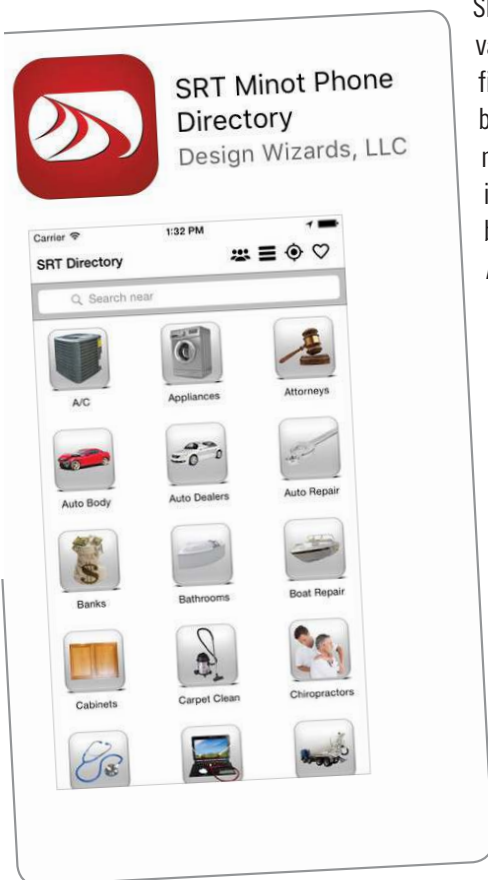 SRT Minot Phone
Directory
Design Wizards, LLC
Carrier 1:32 PM
SRT Directory
Search near
A/C Appliances Attorneys
Auto Body Auto Dealers Auto Repair
Banks Bathrooms Boat Repair
Cabinets Carpet Clean Chiropractors